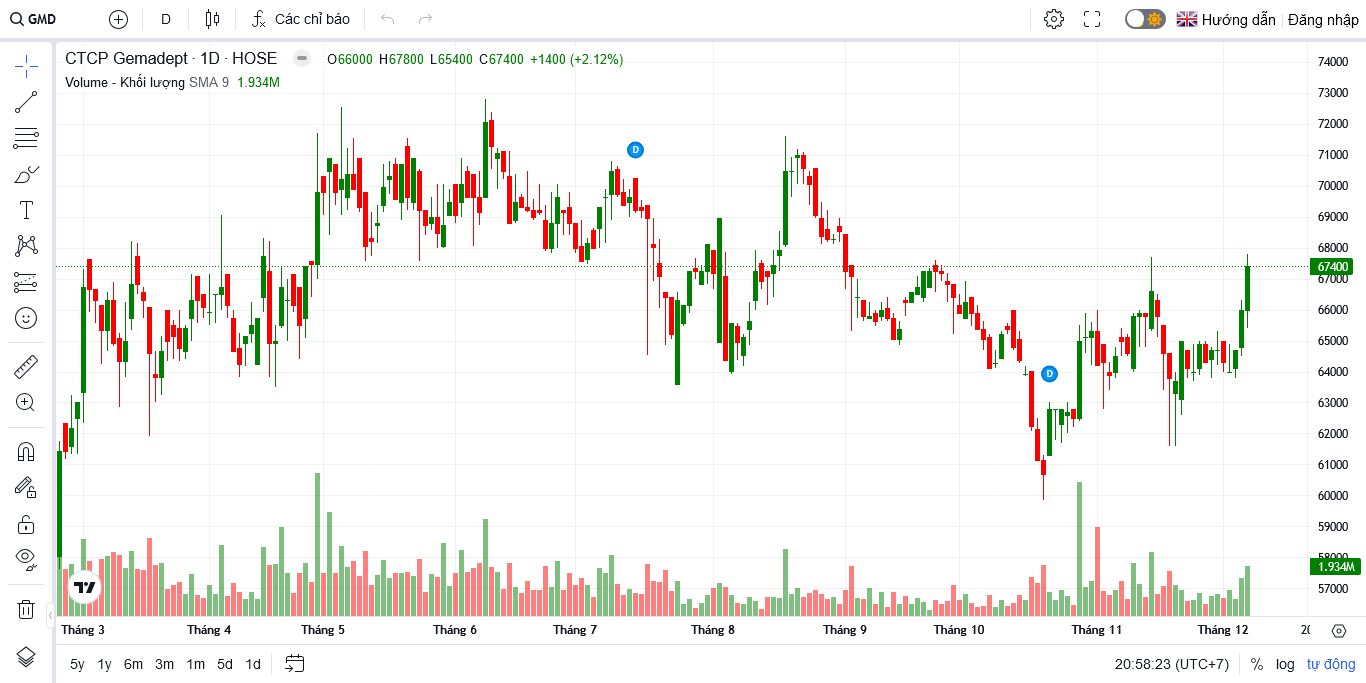 GMD D Các chỉ báo Hướng dẫn Đăng nhập
CTCP Gemadept · 1D · HOSE O66000 H67800 L65400 C67400 +1400 (+2.12%)
Volume - Khối lượng SMA 9 1.934M
74000
73000
72000
71000
70000
69000
68000
67400
67000
66000
65000
64000
63000
62000
61000
60000
59000
58000
1.934M
57000
D
D
Tháng 3 Tháng 4 Tháng 5 Tháng 6 Tháng 7 Tháng 8 Tháng 9 Tháng 10 Tháng 11 Tháng 12
5y 1y 6m 3m 1m 5d 1d 20:58:23 (UTC+7) % log tự động